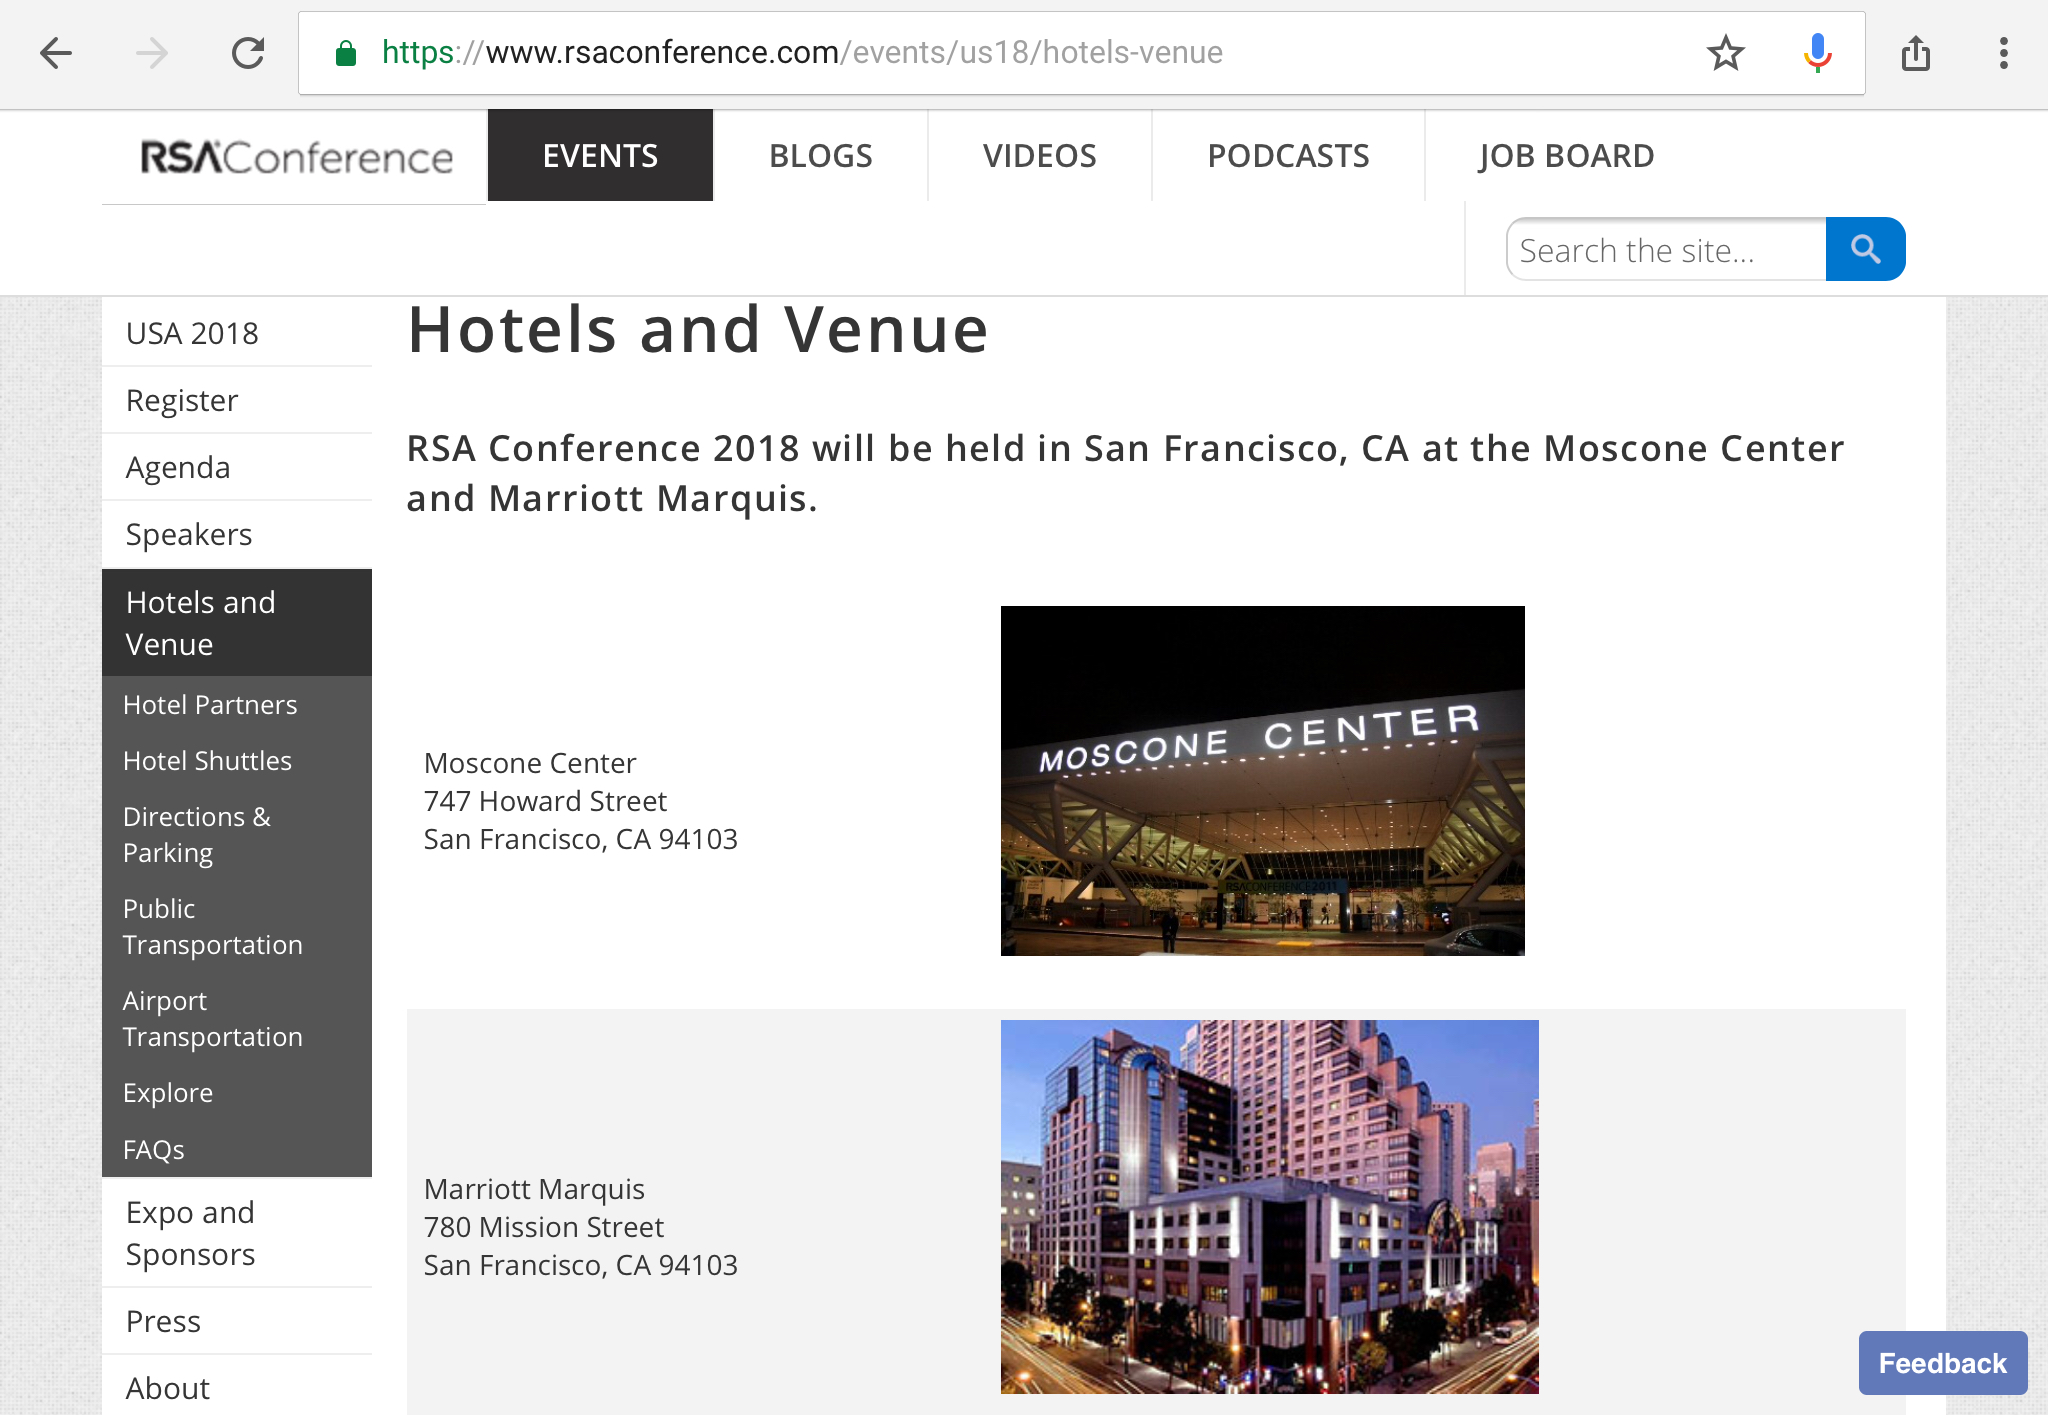 https://www.rsaconference.com/events/us18/hotels-venue
RSAConference
EVENTS
BLOGS
VIDEOS
PODCASTS
JOB BOARD
Search the site...
USA 2018
Register
Agenda
Speakers
Hotels and
Venue
Hotel Partners
Hotel Shuttles
Directions &
Parking
Public
Transportation
Airport
Transportation
Explore
FAQs
Expo and
Sponsors
Press
About
Hotels and Venue
RSA Conference 2018 will be held in San Francisco, CA at the Moscone Center
and Marriott Marquis.
Moscone Center
747 Howard Street
San Francisco, CA 94103
MOSCONE CENTER
RSACONFERENCE2011
Marriott Marquis
780 Mission Street
San Francisco, CA 94103
Feedback